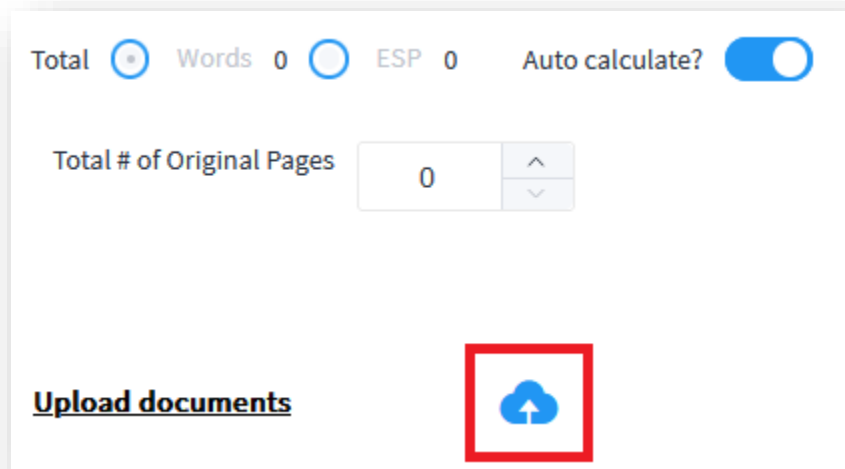 Total Words 0 ESP 0 Auto calculate?
Total # of Original Pages 0
Upload documents